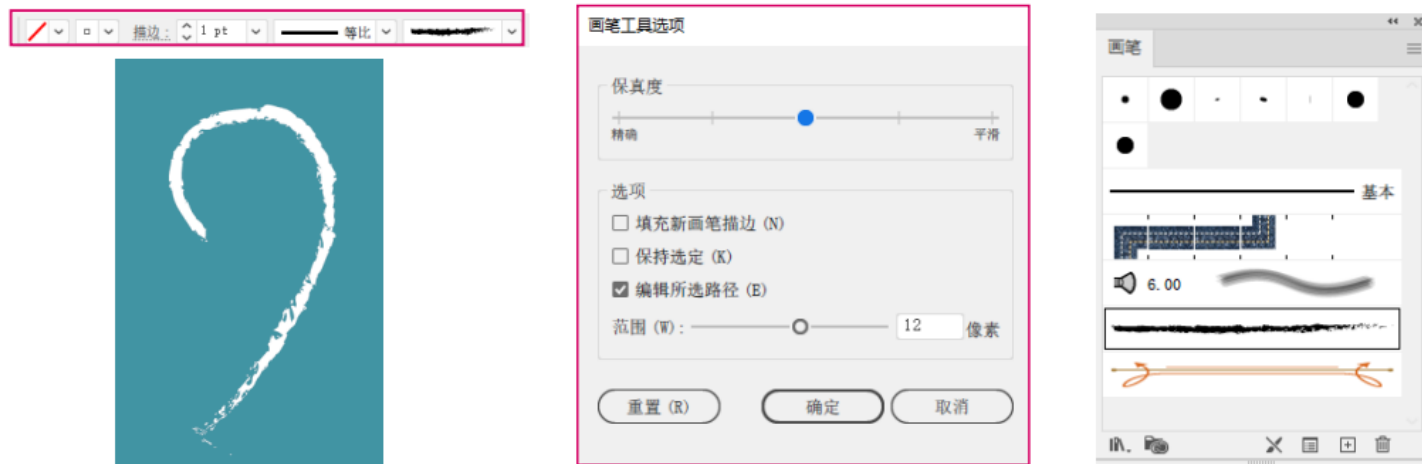 描边: 1 pt 等比
画笔工具选项
保真度
精确 平滑
选项
填充新画笔描边 (N)
保持选定 (K)
编辑所选路径 (E)
范围 (W): 12 像素
重置 (R) 确定 取消
画笔
基本
6.00